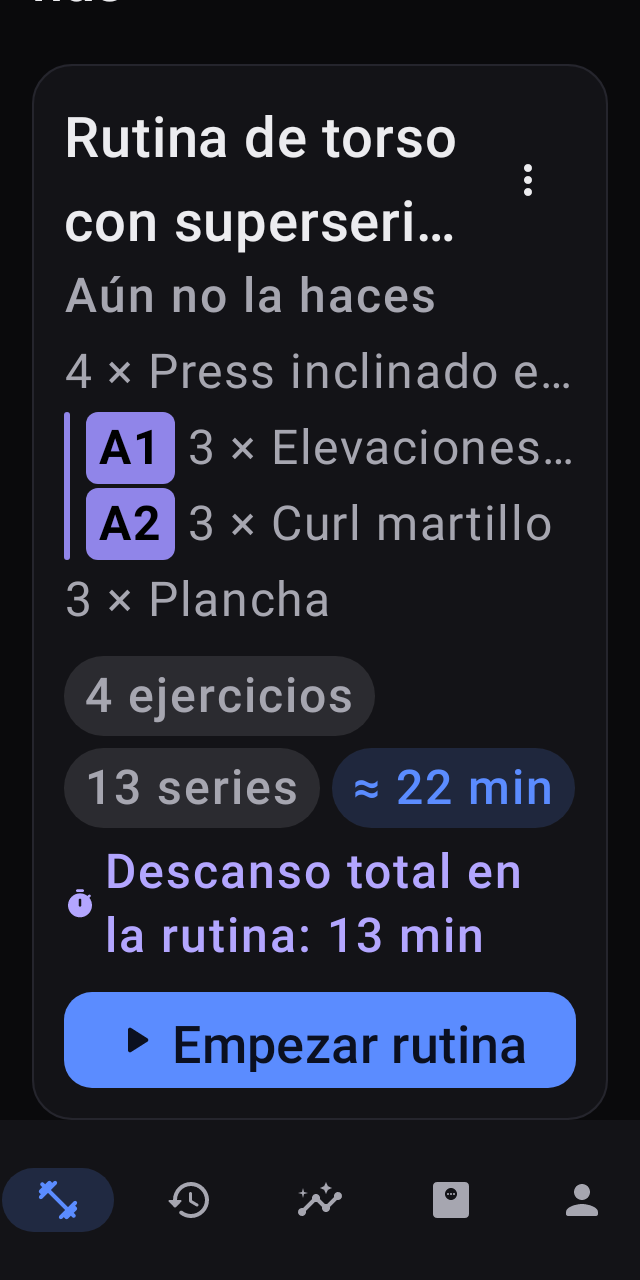 Rutina de torso
con superseri…
Aún no la haces
4 × Press inclinado e…
A1 3 × Elevaciones…
A2 3 × Curl martillo
3 × Plancha
4 ejercicios
13 series ≈ 22 min
Descanso total en
la rutina: 13 min
Empezar rutina